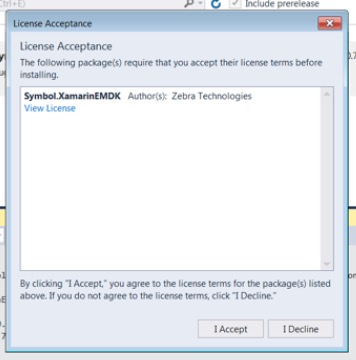 Include prerelease
License Acceptance
License Acceptance
The following package(s) require that you accept their license terms before
installing.
Symbol.XamarinEMDK Author(s): Zebra Technologies
View License
By clicking "I Accept," you agree to the license terms for the package(s) listed
above. If you do not agree to the license terms, click "I Decline."
I Accept
I Decline